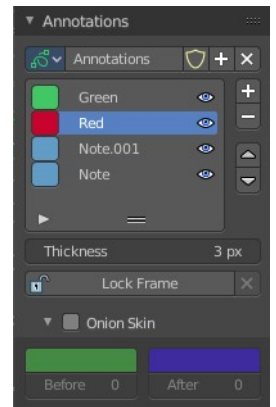 Annotations
Annotations
Green
Red
Note.001
Note
Thickness 3 px
Lock Frame
Onion Skin
Before 0 After 0